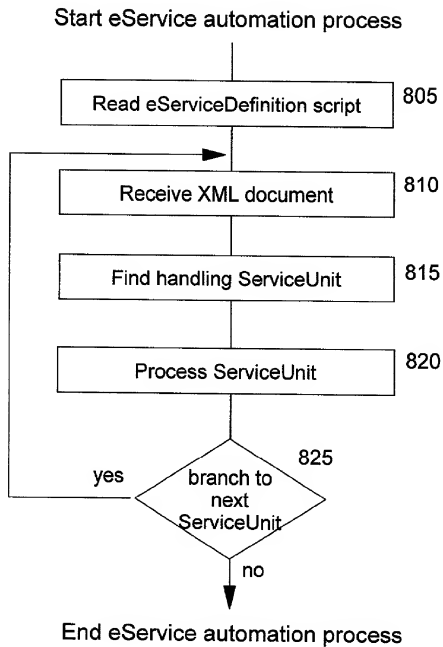 Start eService automation process
Read eServiceDefinition script
805
Receive XML document
810
Find handling ServiceUnit
815
Process ServiceUnit
820
825
yes
branch to
next
ServiceUnit
no
End eService automation process